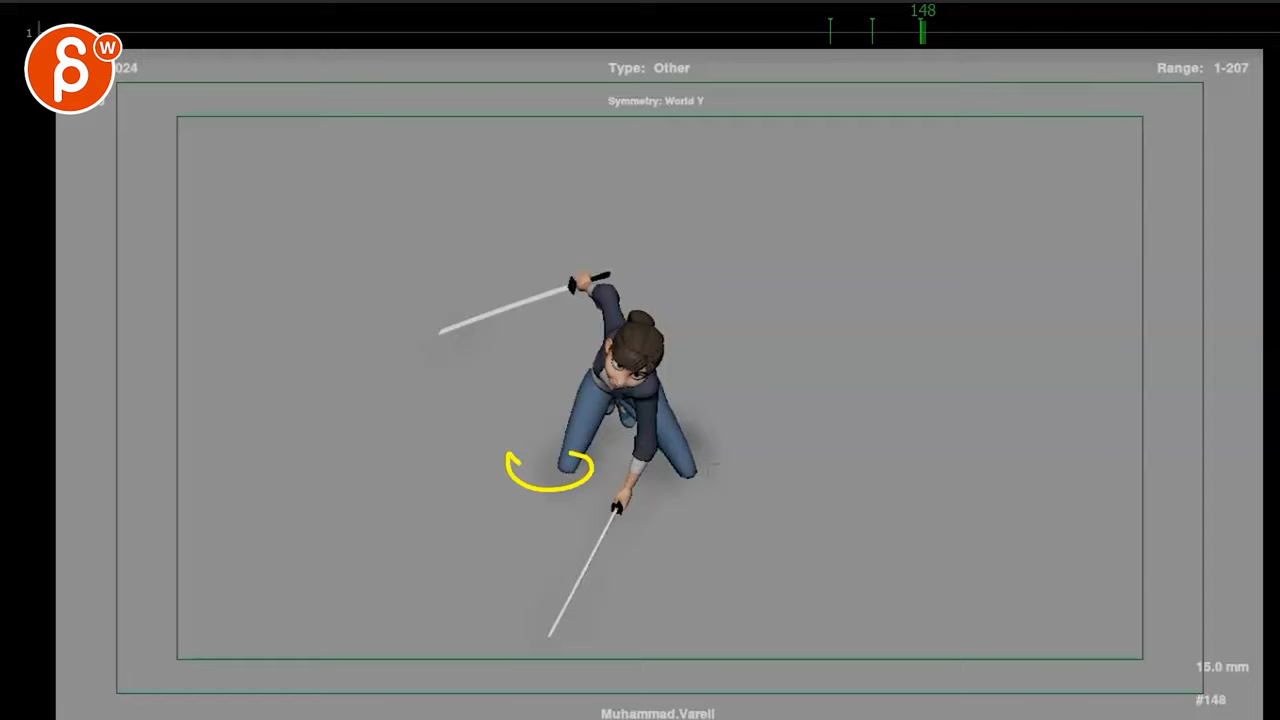 148
1
W
024
Type: Other
Range: 1-207
Symmetry: World Y
15.0 mm
#148
Muhammad.Varell